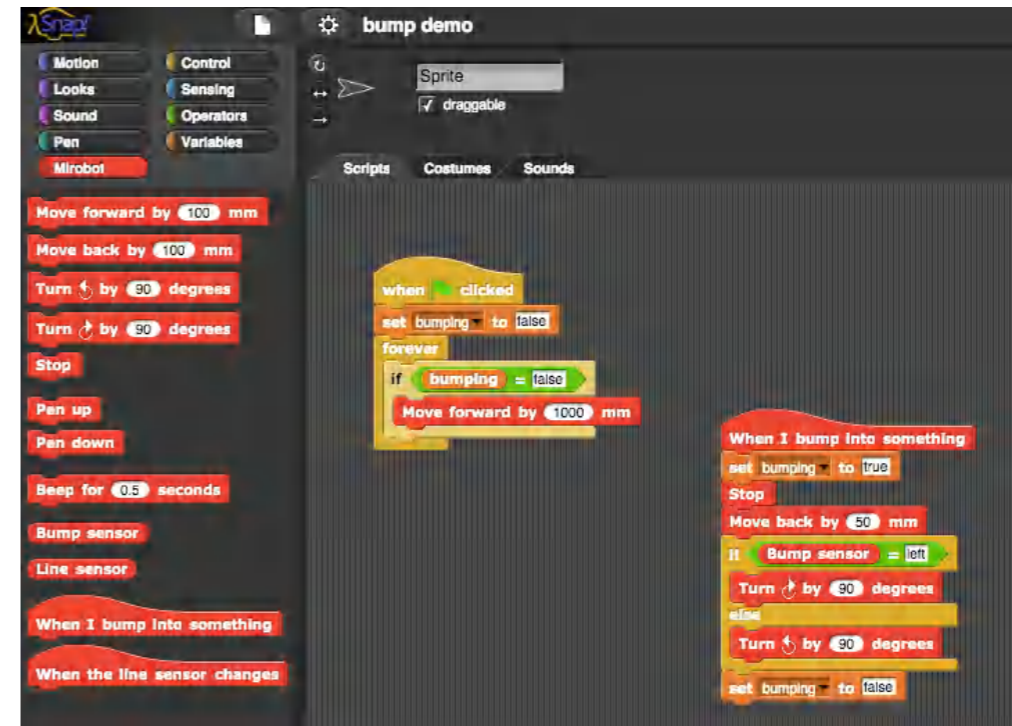 λSnap!
bump demo
Motion Control
Looks Sensing
Sound Operators
Pen Variables
Mirobot
Sprite
draggable
Scripts Costumes Sounds
Move forward by 100 mm
Move back by 100 mm
Turn by 90 degrees
Turn by 90 degrees
Stop
Pen up
Pen down
Beep for 0.5 seconds
Bump sensor
Line sensor
When I bump into something
When the line sensor changes
when clicked
set bumping to false
forever
if bumping = false
Move forward by 1000 mm
When I bump into something
set bumping to true
Stop
Move back by 50 mm
if Bump sensor = left
Turn by 90 degrees
else
Turn by 90 degrees
set bumping to false